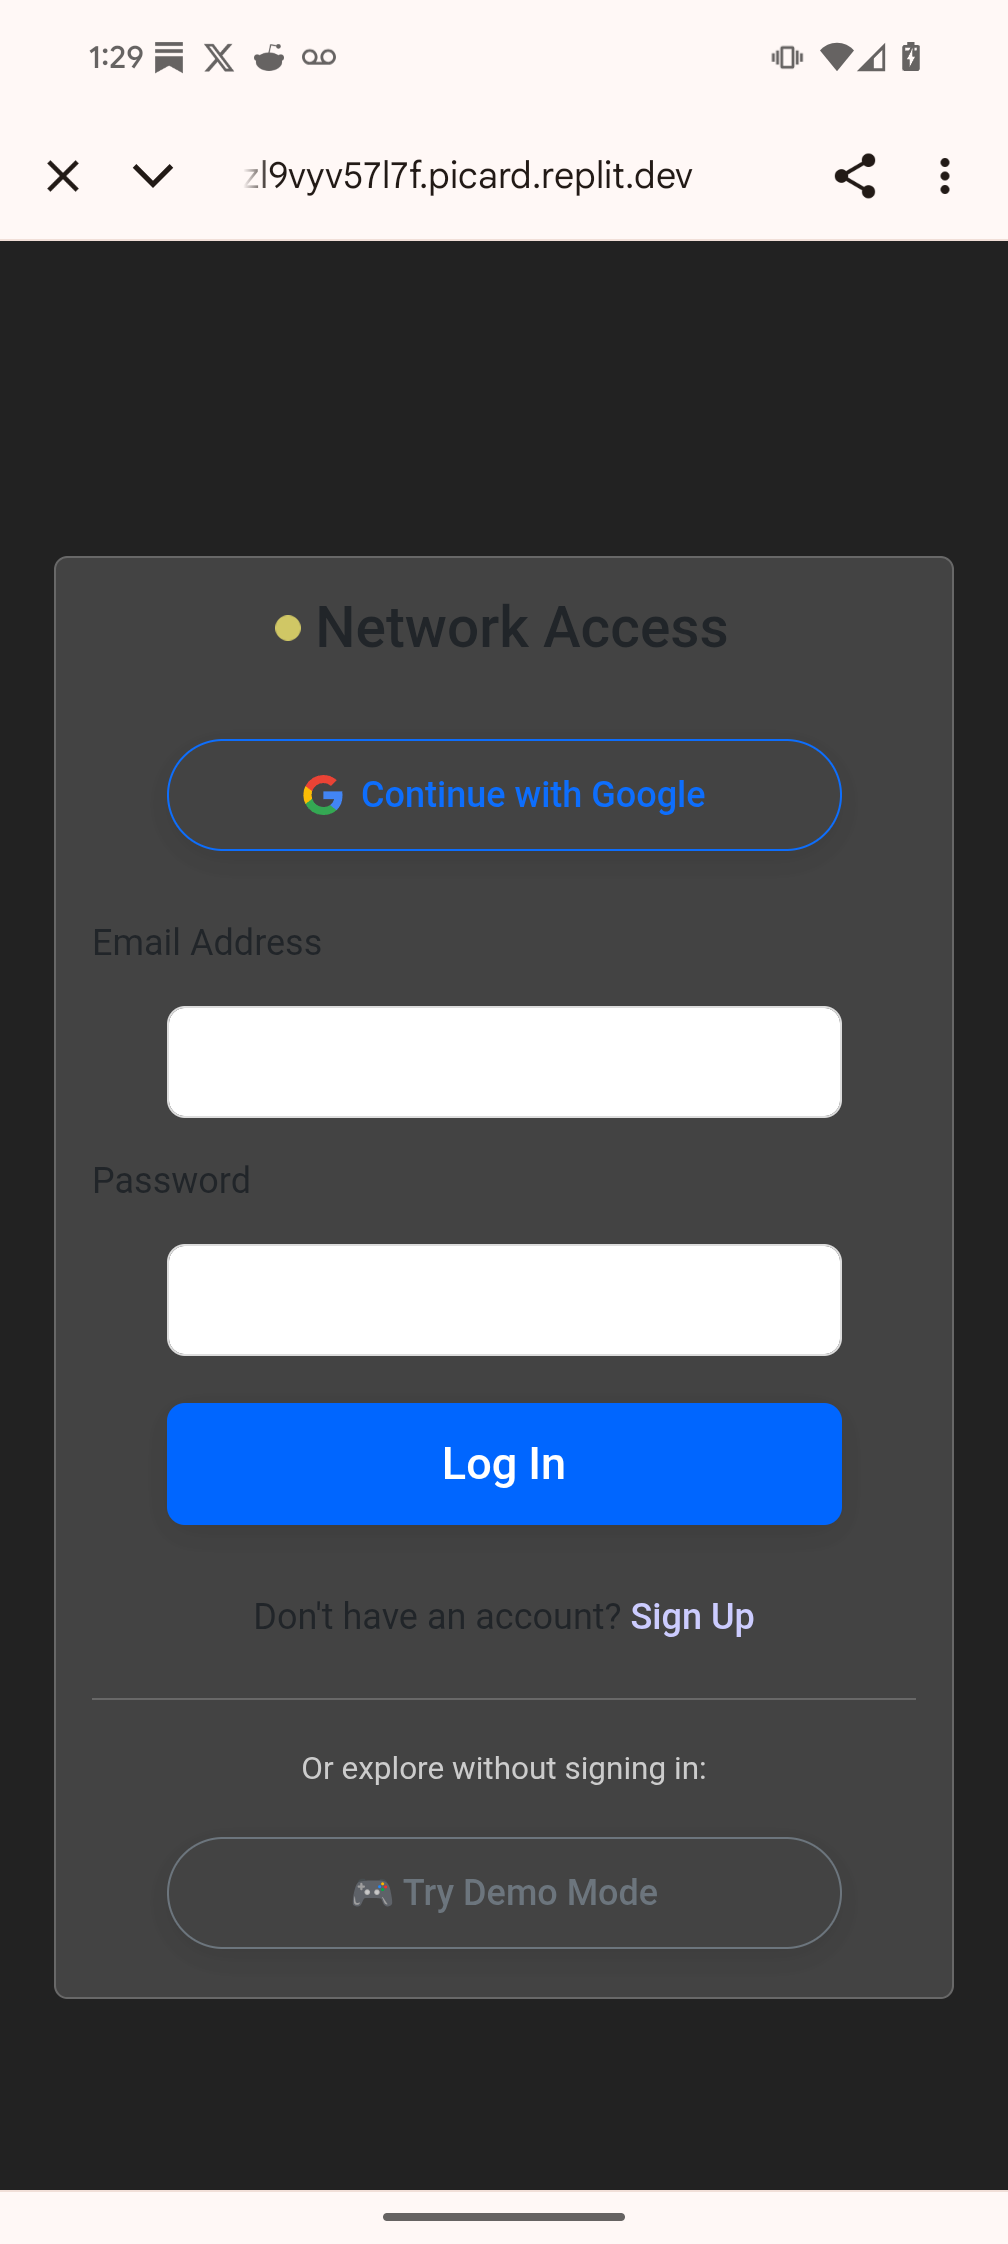 1:29
zl9vyv57l7f.picard.replit.dev
Network Access
Continue with Google
Email Address
Password
Log In
Don't have an account? Sign Up
Or explore without signing in:
🎮 Try Demo Mode